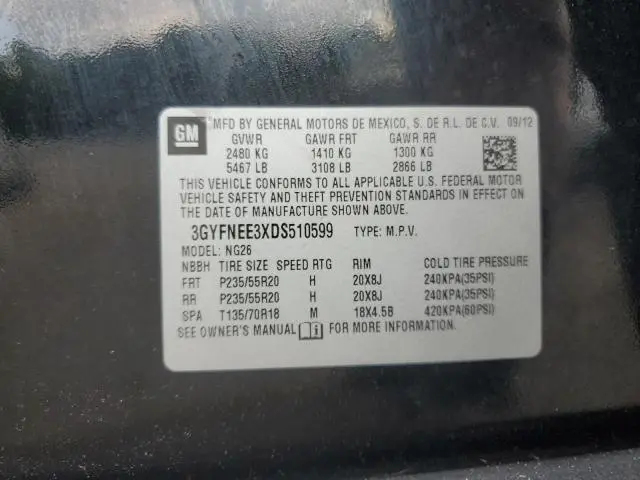 GM MFD BY GENERAL MOTORS DE MEXICO, S. DE R.L. DE C.V. 09/12
GVWR GAWR FRT GAWR RR
2480 KG 1410 KG 1300 KG
5467 LB 3108 LB 2866 LB
THIS VEHICLE CONFORMS TO ALL APPLICABLE U.S. FEDERAL MOTOR
VEHICLE SAFETY AND THEFT PREVENTION STANDARDS IN EFFECT ON
THE DATE OF MANUFACTURE SHOWN ABOVE.
3GYFNEE3XDS510599 TYPE: M.P.V.
MODEL: NG26
NBBH TIRE SIZE SPEED RTG RIM COLD TIRE PRESSURE
FRT P235/55R20 H 20X8J 240KPA(35PSI)
RR P235/55R20 H 20X8J 240KPA(35PSI)
SPA T135/70R18 M 18X4.5B 420KPA(60PSI)
SEE OWNER'S MANUAL FOR MORE INFORMATION.